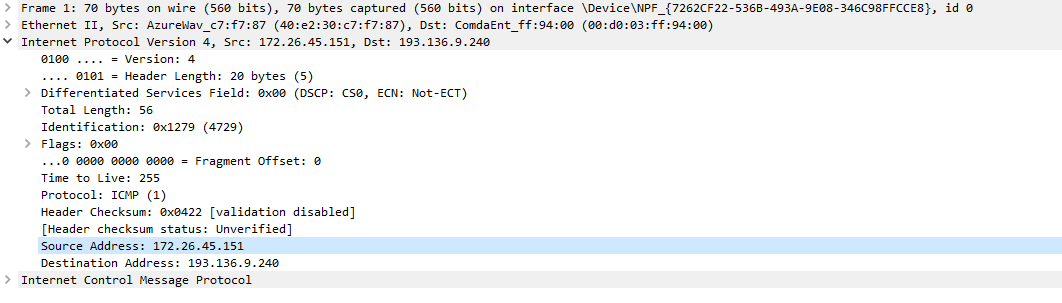 Frame 1: 70 bytes on wire (560 bits), 70 bytes captured (560 bits) on interface \Device\NPF_{7262CF22-536B-493A-9E08-346C98FFCCE8}, id 0
Ethernet II, Src: AzureWav_c7:f7:87 (40:e2:30:c7:f7:87), Dst: ComdaEnt_ff:94:00 (00:d0:03:ff:94:00)
Internet Protocol Version 4, Src: 172.26.45.151, Dst: 193.136.9.240
0100 .... = Version: 4
.... 0101 = Header Length: 20 bytes (5)
Differentiated Services Field: 0x00 (DSCP: CS0, ECN: Not-ECT)
Total Length: 56
Identification: 0x1279 (4729)
Flags: 0x00
...0 0000 0000 0000 = Fragment Offset: 0
Time to Live: 255
Protocol: ICMP (1)
Header Checksum: 0x0422 [validation disabled]
[Header checksum status: Unverified]
Source Address: 172.26.45.151
Destination Address: 193.136.9.240
Internet Control Message Protocol